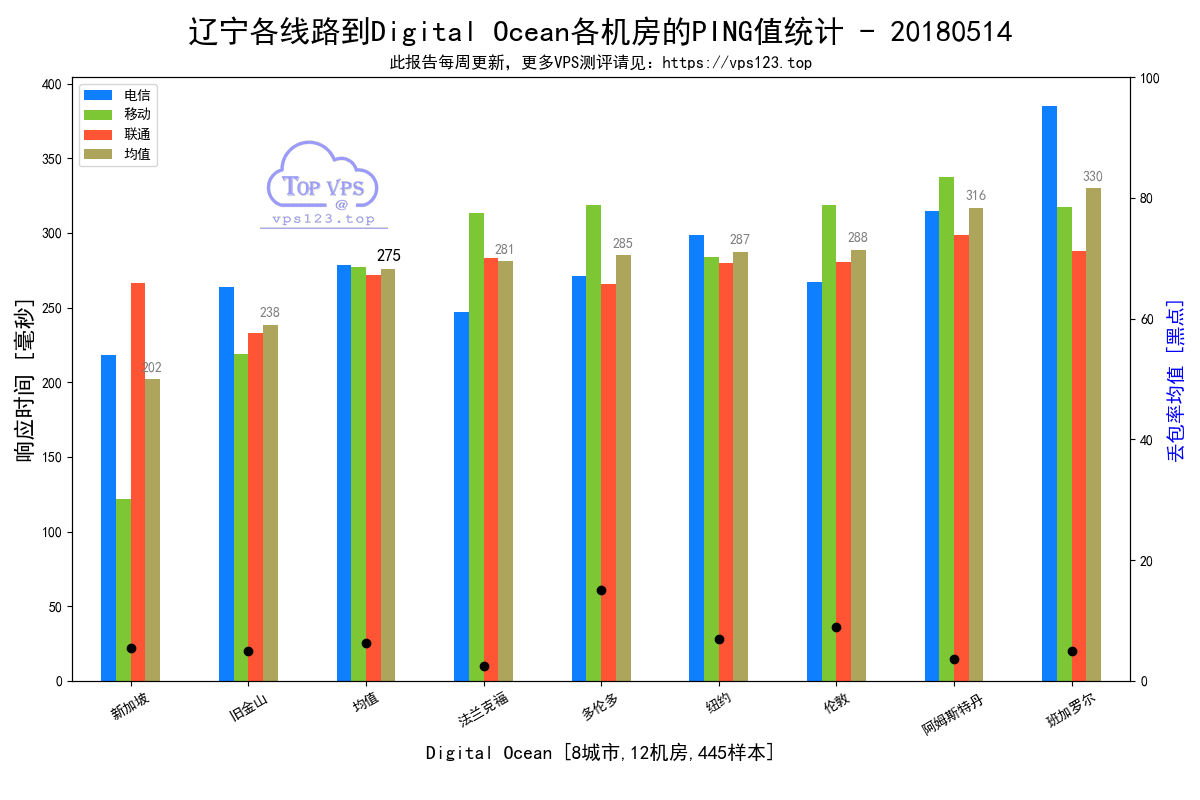 辽宁各线路到Digital Ocean各机房的PING值统计 - 20180514
此报告每周更新，更多VPS测评请见：https://vps123.top
电信
移动
联通
均值
TOP VPS
@
vps123.top
400
350
300
250
200
150
100
50
0
响应时间 [毫秒]
202
238
275
281
285
287
288
316
330
100
80
60
40
20
0
丢包率均值 [黑点]
新加坡
旧金山
均值
法兰克福
多伦多
纽约
伦敦
阿姆斯特丹
班加罗尔
Digital Ocean [8城市,12机房,445样本]